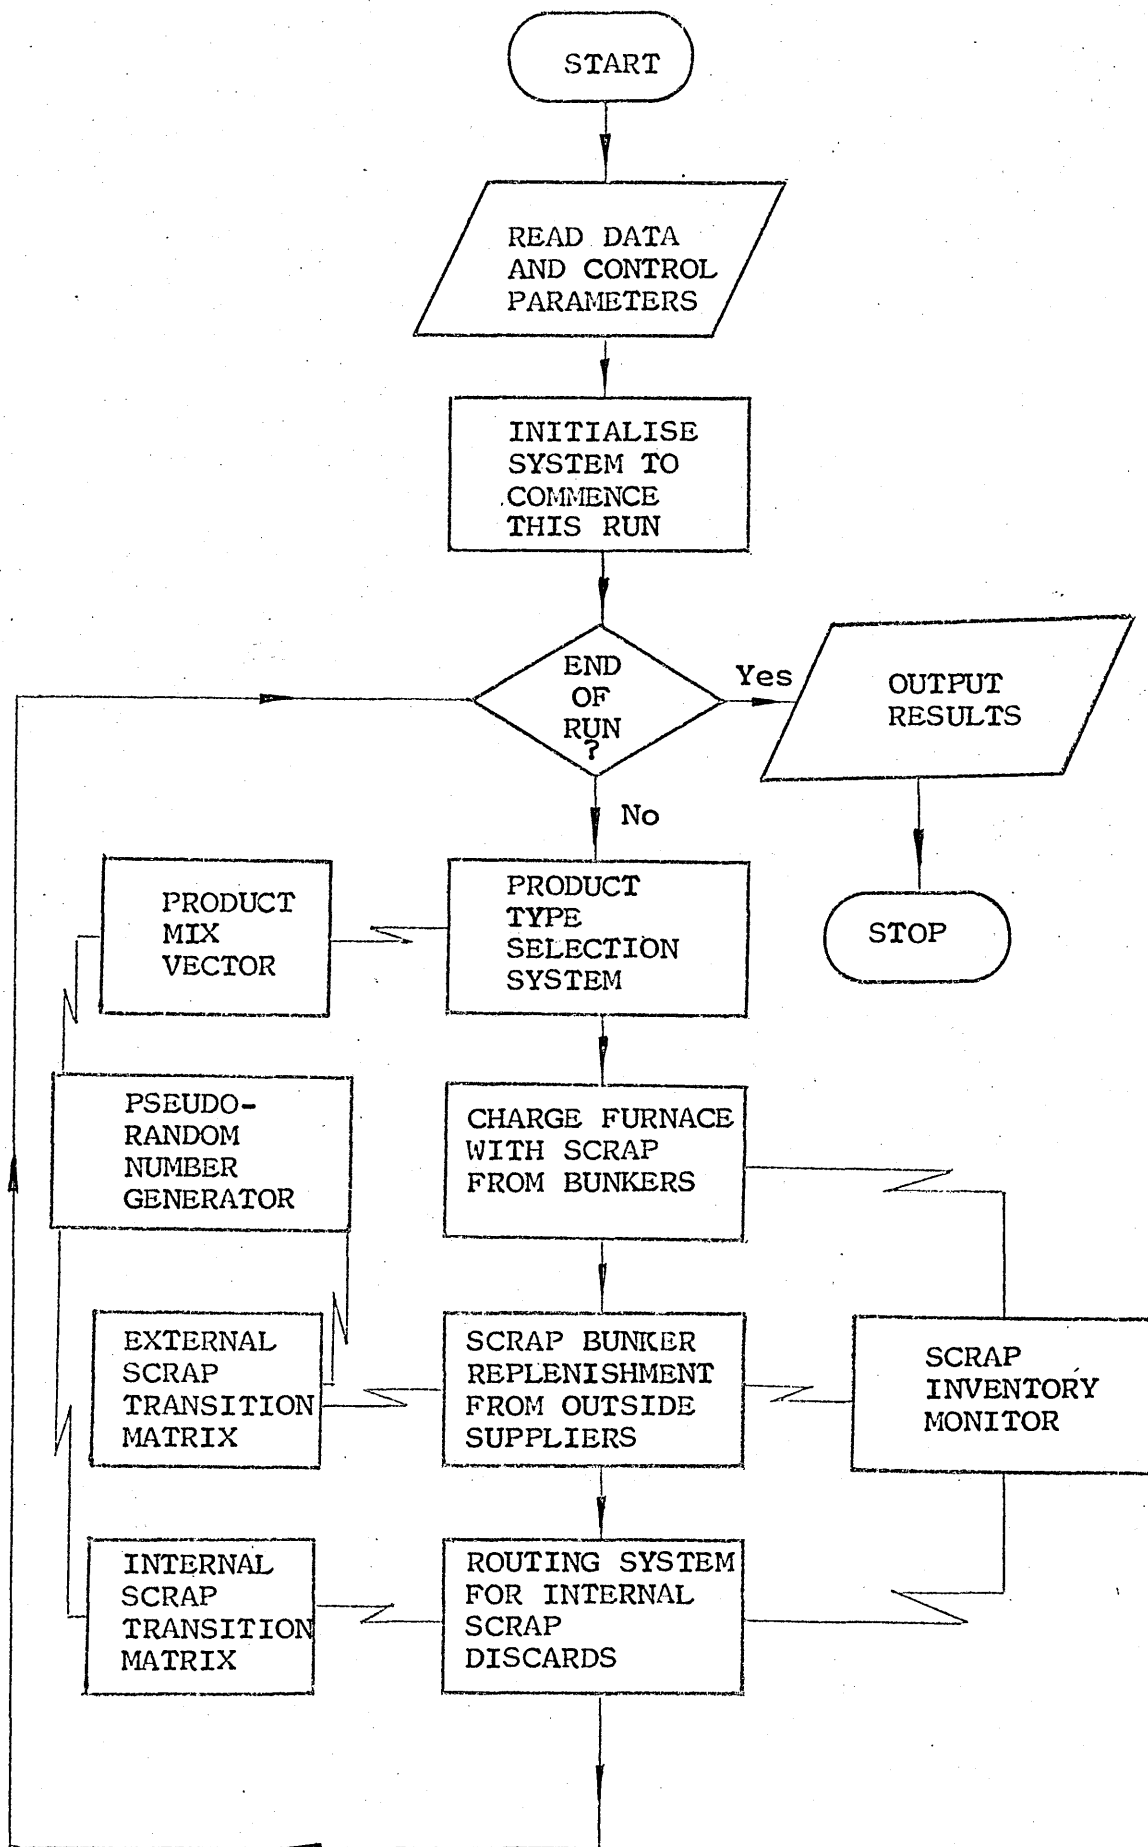 START
READ DATA
AND CONTROL
PARAMETERS
INITIALISE
SYSTEM TO
COMMENCE
THIS RUN
END
OF
RUN
?
Yes
OUTPUT
RESULTS
No
STOP
PRODUCT
MIX
VECTOR
PRODUCT
TYPE
SELECTION
SYSTEM
PSEUDO-
RANDOM
NUMBER
GENERATOR
CHARGE FURNACE
WITH SCRAP
FROM BUNKERS
EXTERNAL
SCRAP
TRANSITION
MATRIX
SCRAP BUNKER
REPLENISHMENT
FROM OUTSIDE
SUPPLIERS
SCRAP
INVENTORY
MONITOR
INTERNAL
SCRAP
TRANSITION
MATRIX
ROUTING SYSTEM
FOR INTERNAL
SCRAP
DISCARDS